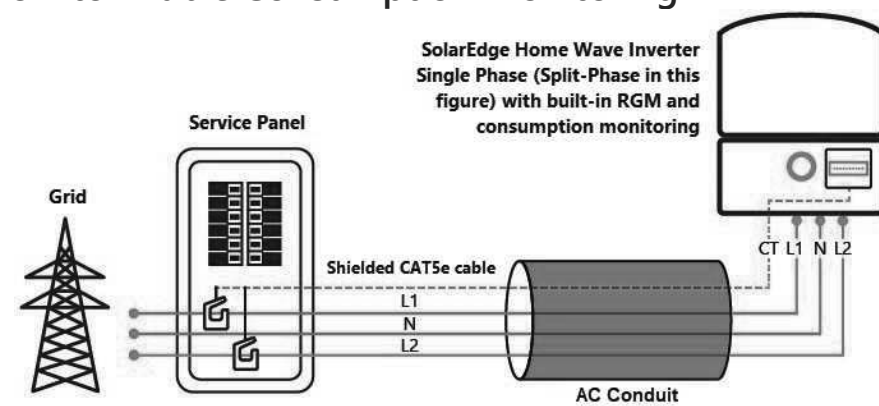 SolarEdge Home Wave Inverter
Single Phase (Split-Phase in this
figure) with built-in RGM and
consumption monitoring
Service Panel
Grid
CT L1 N L2
Shielded CAT5e cable
L1
N
L2
AC Conduit